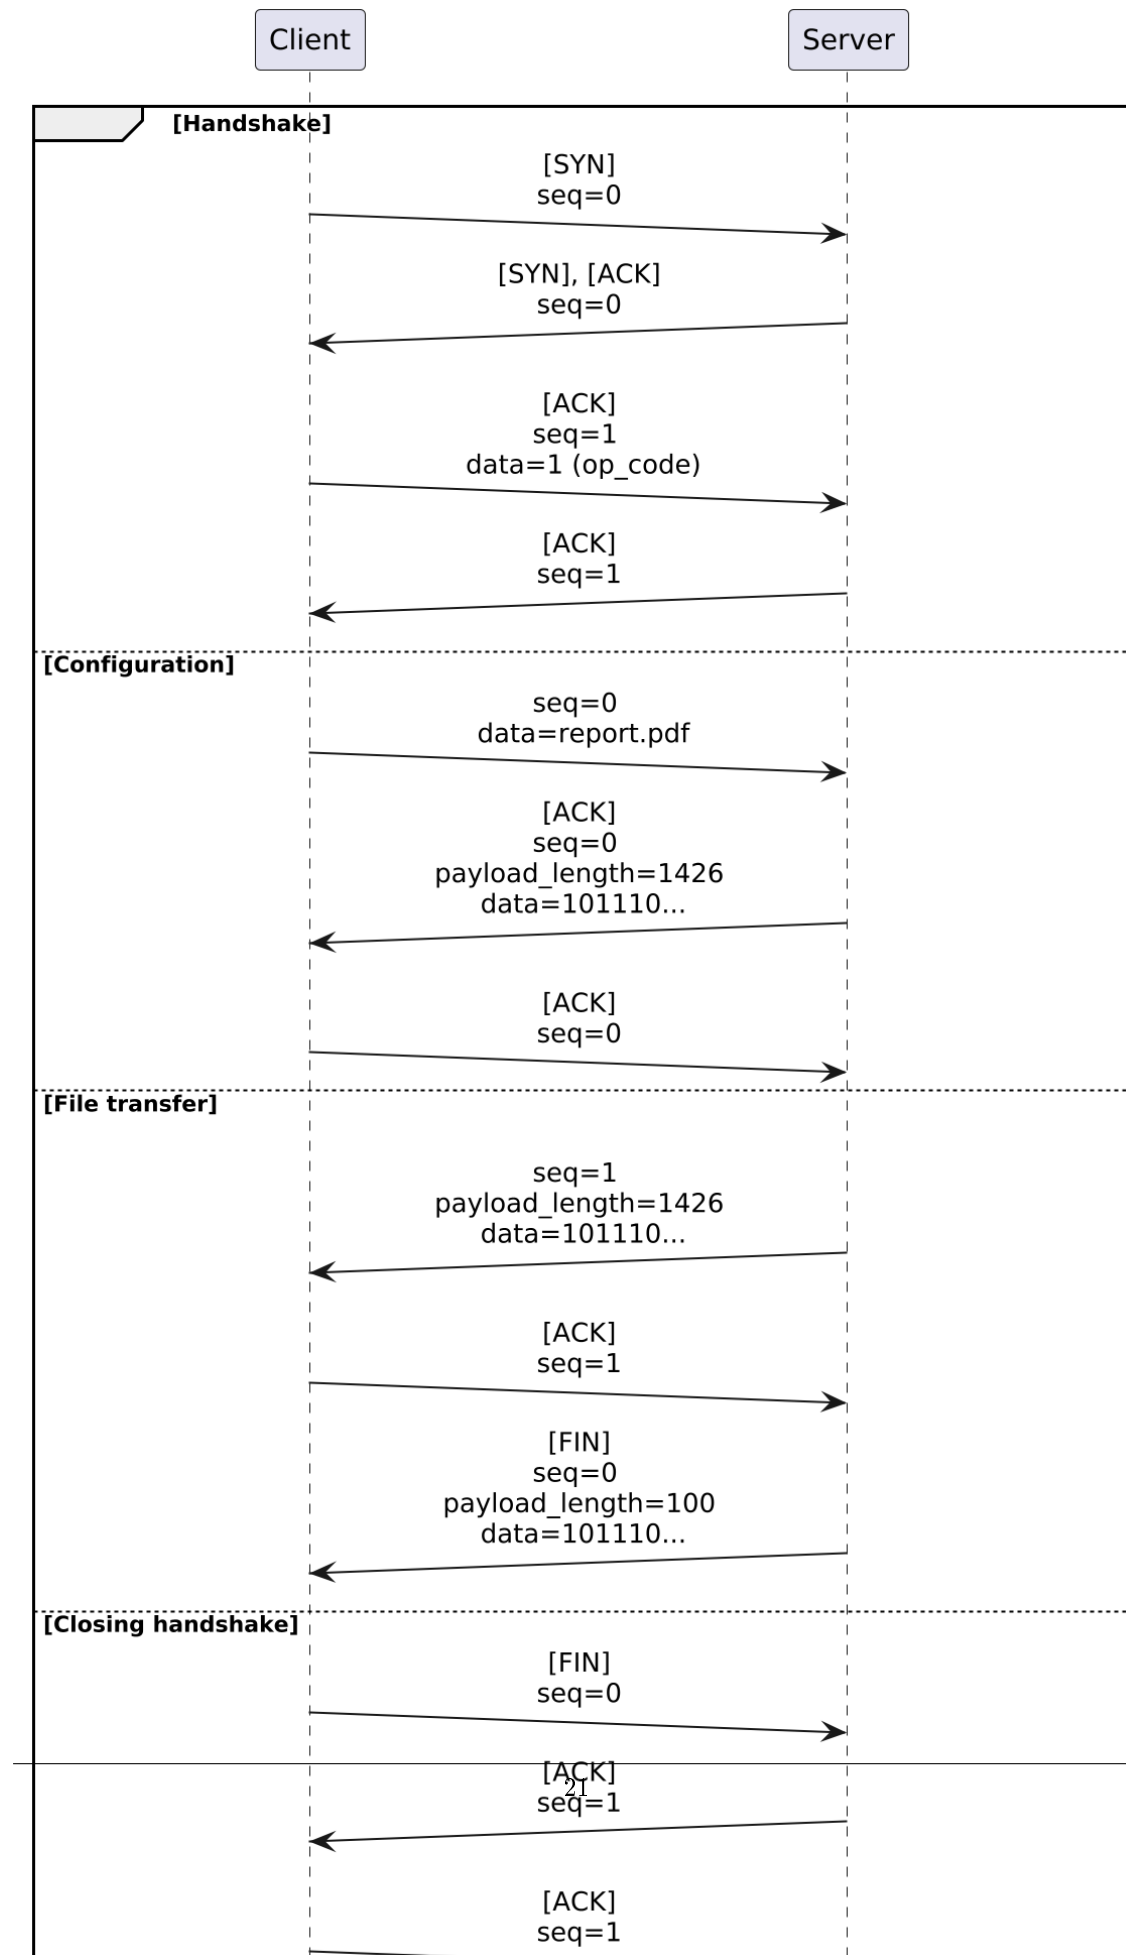 Client
Server
[Handshake]
[SYN]
seq=0
[SYN], [ACK]
seq=0
[ACK]
seq=1
data=1 (op_code)
[ACK]
seq=1
[Configuration]
seq=0
data=report.pdf
[ACK]
seq=0
payload_length=1426
data=101110...
[ACK]
seq=0
[File transfer]
seq=1
payload_length=1426
data=101110...
[ACK]
seq=1
[FIN]
seq=0
payload_length=100
data=101110...
[Closing handshake]
[FIN]
seq=0
[ACK]
21
seq=1
[ACK]
seq=1